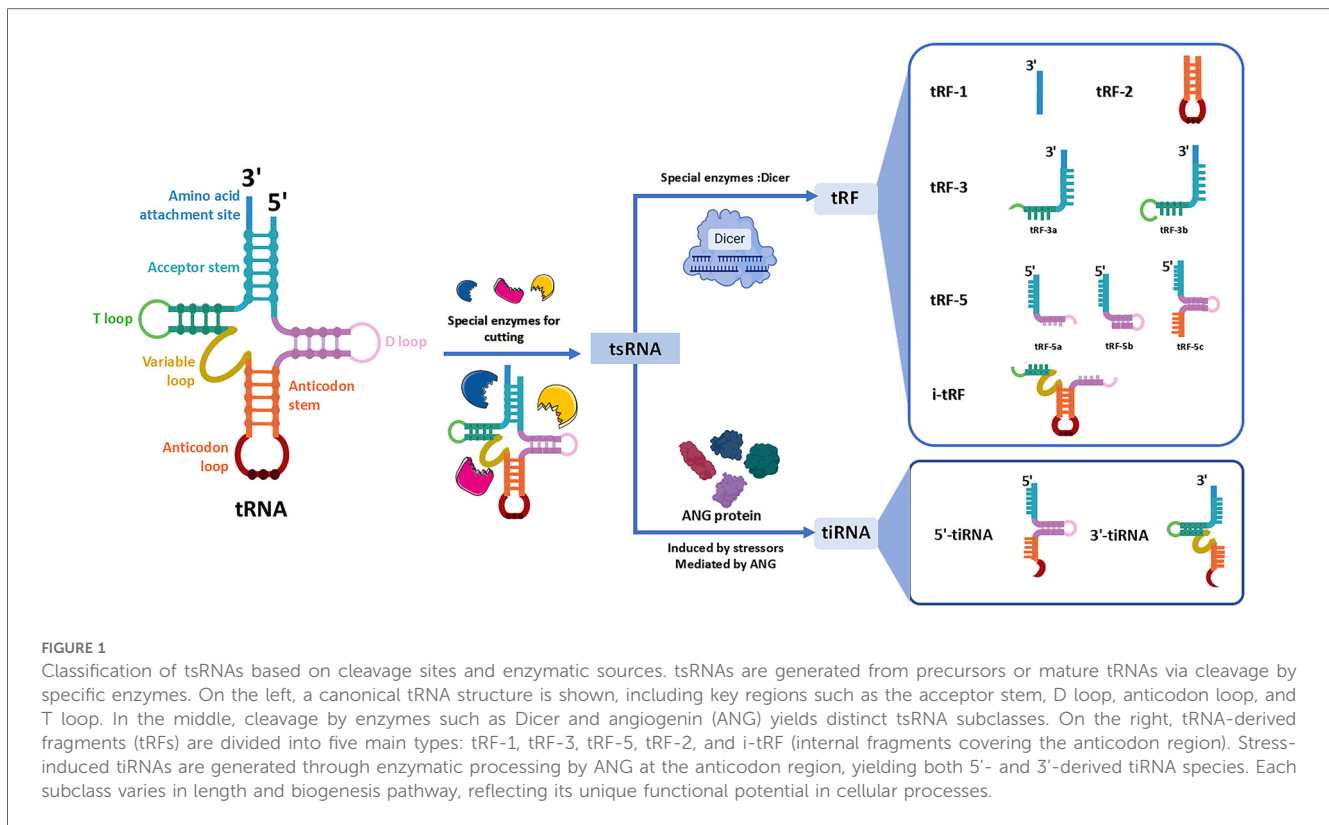 3'
5'
Amino acid
attachment site
Acceptor stem
T loop
D loop
Variable
loop
Anticodon
stem
Anticodon
loop
tRNA
Special enzymes for
cutting
tsRNA
Special enzymes :Dicer
Dicer
tRF
ANG protein
Induced by stressors
Mediated by ANG
tiRNA
tRF-1
3'
tRF-2
tRF-3
3'
3'
tRF-3a
tRF-3b
tRF-5
5'
5'
5'
tRF-5a
tRF-5b
tRF-5c
i-tRF
5'-tiRNA
5'
3'-tiRNA
3'
FIGURE 1
Classification of tsRNAs based on cleavage sites and enzymatic sources. tsRNAs are generated from precursors or mature tRNAs via cleavage by
specific enzymes. On the left, a canonical tRNA structure is shown, including key regions such as the acceptor stem, D loop, anticodon loop, and
T loop. In the middle, cleavage by enzymes such as Dicer and angiogenin (ANG) yields distinct tsRNA subclasses. On the right, tRNA-derived
fragments (tRFs) are divided into five main types: tRF-1, tRF-3, tRF-5, tRF-2, and i-tRF (internal fragments covering the anticodon region). Stress-
induced tiRNAs are generated through enzymatic processing by ANG at the anticodon region, yielding both 5′- and 3′-derived tiRNA species. Each
subclass varies in length and biogenesis pathway, reflecting its unique functional potential in cellular processes.